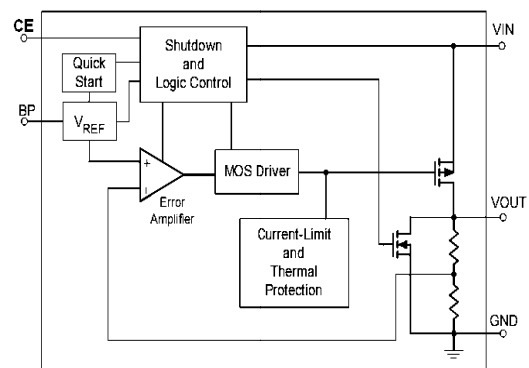 CE
Shutdown
and
Logic Control
VIN
Quick
Start
BP
VREF
+
−
Error
Amplifier
MOS Driver
VOUT
Current-Limit
and
Thermal
Protection
GND